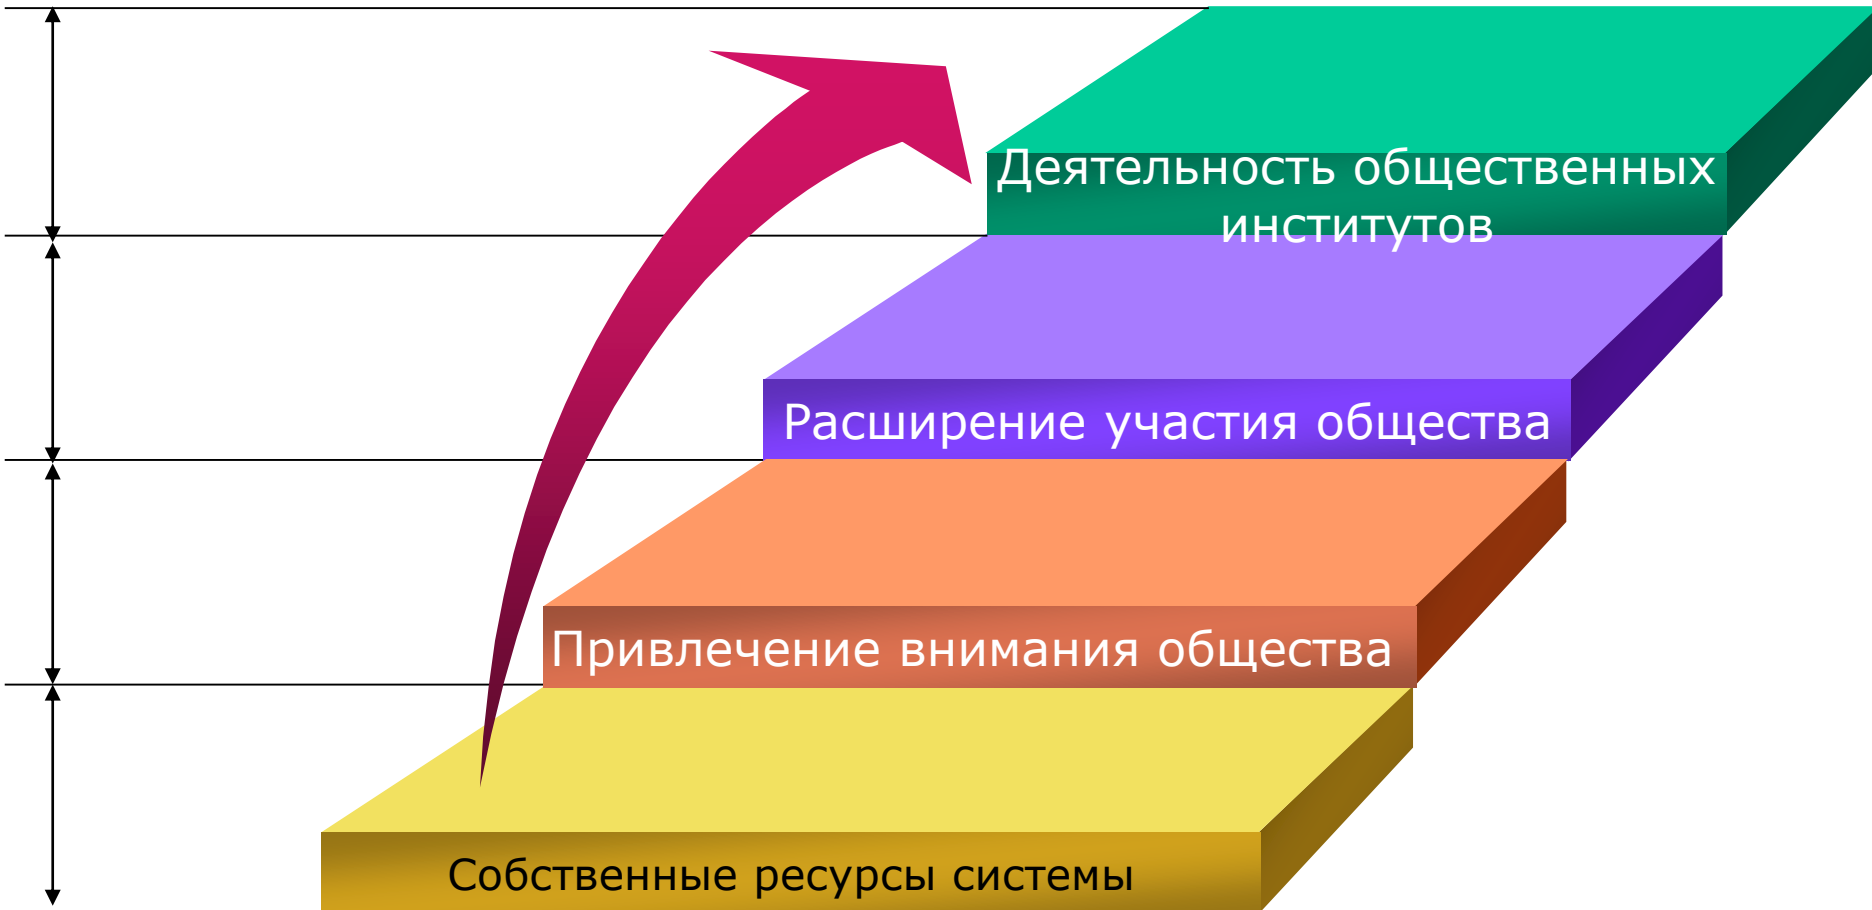 Деятельность общественных
институтов
Расширение участия общества
Привлечение внимания общества
Собственные ресурсы системы